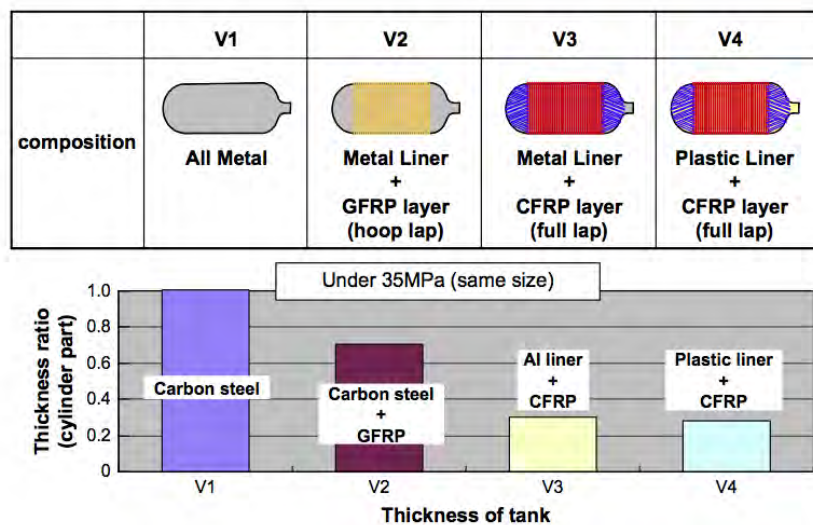 V1 V2 V3 V4
composition
All Metal
Metal Liner
+
GFRP layer
(hoop lap)
Metal Liner
+
CFRP layer
(full lap)
Plastic Liner
+
CFRP layer
(full lap)
Under 35MPa (same size)
Thickness ratio
(cylinder part)
1.0
0.8
0.6
0.4
0.2
0
Carbon steel
Carbon steel
+
GFRP
Al liner
+
CFRP
Plastic liner
+
CFRP
V1 V2 V3 V4
Thickness of tank